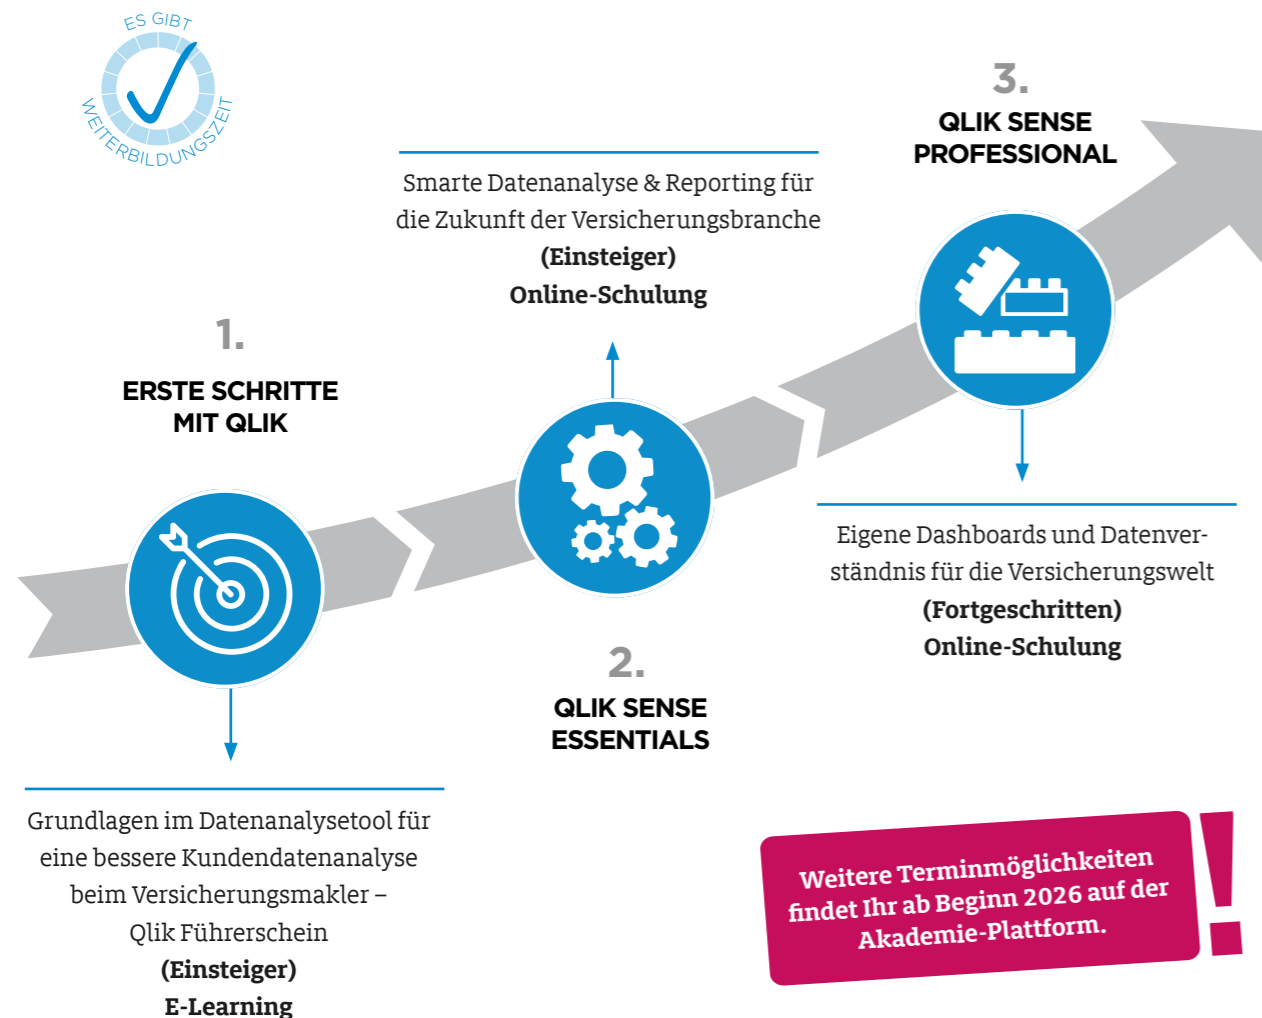 ES GIBT
WEITERBILDUNGSZEIT
1.
ERSTE SCHRITTE
MIT QLIK
Grundlagen im Datenanalysetool für
eine bessere Kundendatenanalyse
beim Versicherungsmakler –
Qlik Führerschein
(Einsteiger)
E-Learning
Smarte Datenanalyse & Reporting für
die Zukunft der Versicherungsbranche
(Einsteiger)
Online-Schulung
2.
QLIK SENSE
ESSENTIALS
3.
QLIK SENSE
PROFESSIONAL
Eigene Dashboards und Datenver-
ständnis für die Versicherungswelt
(Fortgeschritten)
Online-Schulung
Weitere Terminmöglichkeiten
findet Ihr ab Beginn 2026 auf der
Akademie-Plattform.
!